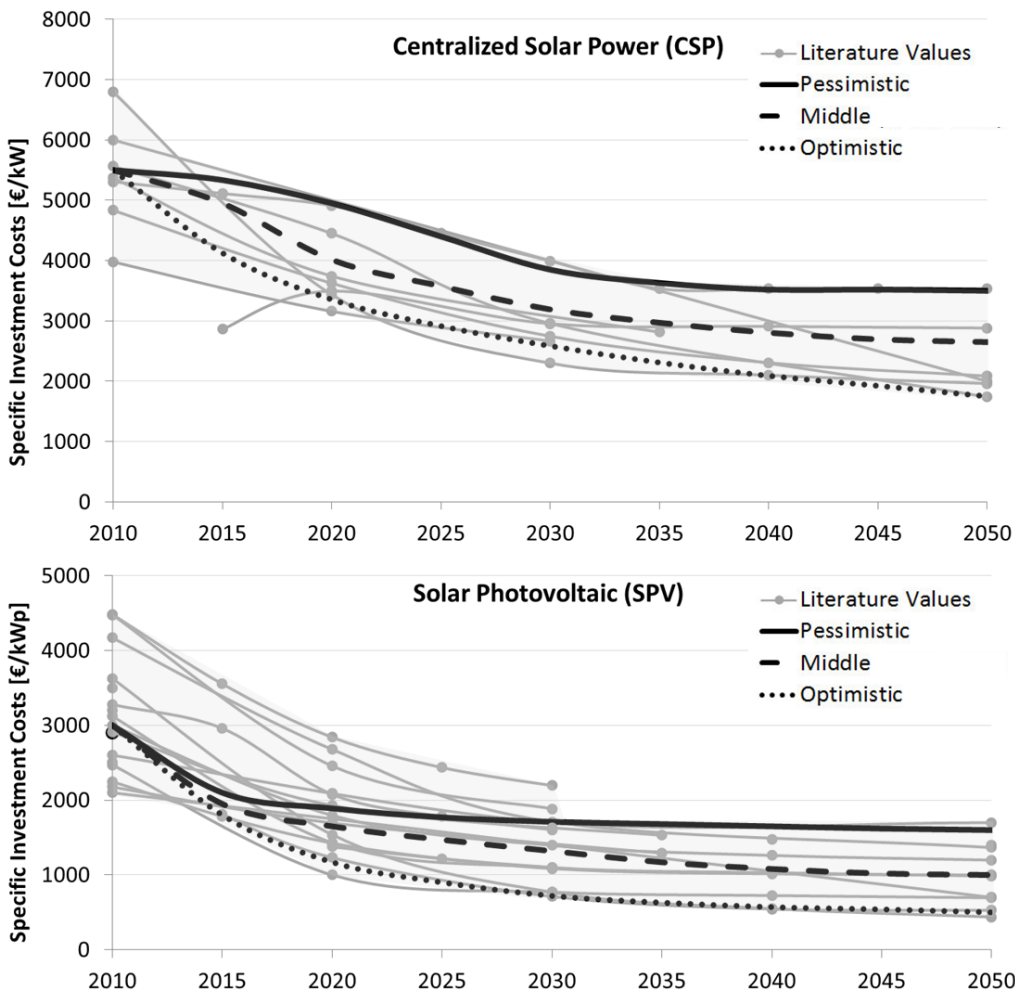 Centralized Solar Power (CSP)
Specific Investment Costs [€/kW]
8000
7000
6000
5000
4000
3000
2000
1000
0
2010 2015 2020 2025 2030 2035 2040 2045 2050
Literature Values
Pessimistic
Middle
Optimistic
Solar Photovoltaic (SPV)
Specific Investment Costs [€/kWp]
5000
4000
3000
2000
1000
0
2010 2015 2020 2025 2030 2035 2040 2045 2050
Literature Values
Pessimistic
Middle
Optimistic